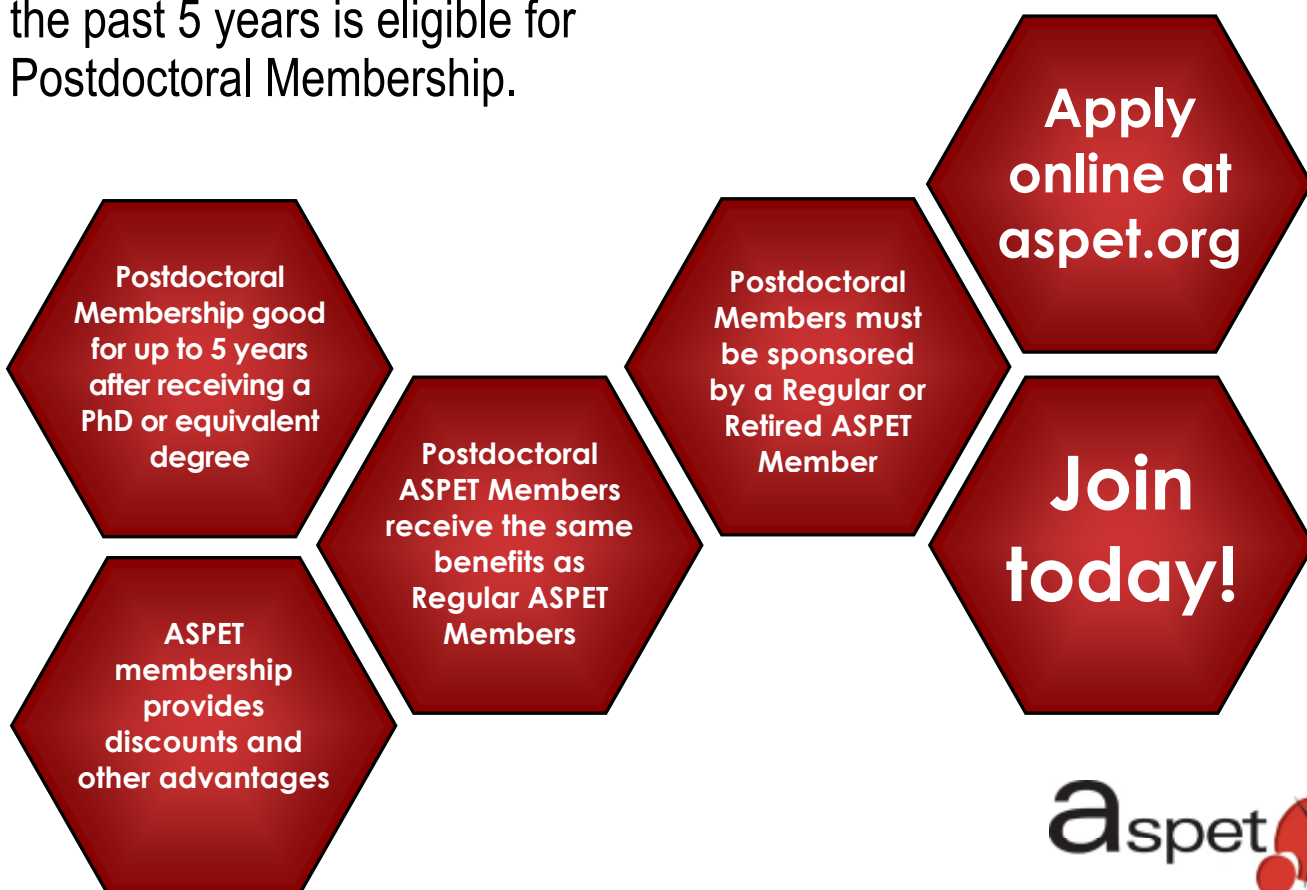 the past 5 years is eligible for
Postdoctoral Membership.
Apply
online at
aspet.org
Postdoctoral
Membership good
for up to 5 years
after receiving a
PhD or equivalent
degree
Postdoctoral
Members must
be sponsored
by a Regular or
Retired ASPET
Member
Postdoctoral
ASPET Members
receive the same
benefits as
Regular ASPET
Members
Join
today!
ASPET
membership
provides
discounts and
other advantages
aspet